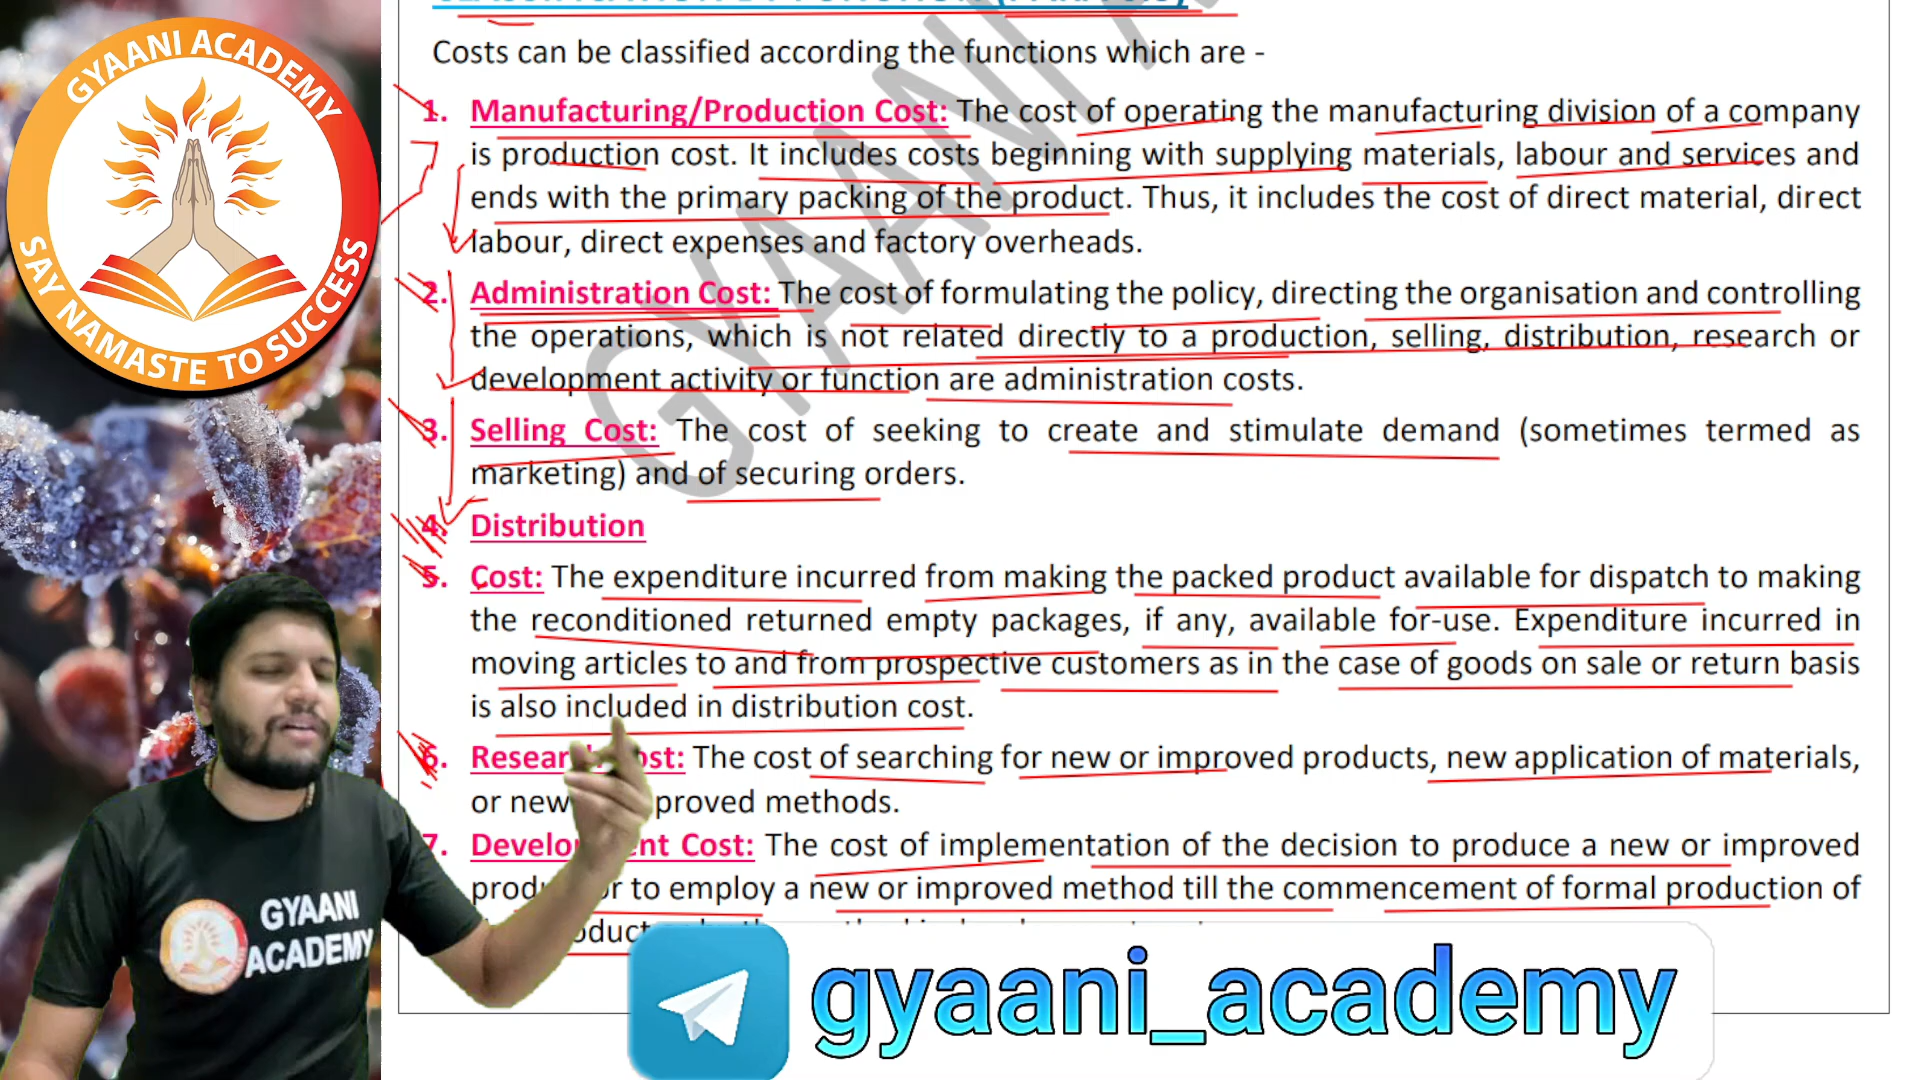 GYAANI ACADEMY
SAY NAMASTE TO SUCCESS
Costs can be classified according the functions which are -
1. Manufacturing/Production Cost: The cost of operating the manufacturing division of a company
is production cost. It includes costs beginning with supplying materials, labour and services and
ends with the primary packing of the product. Thus, it includes the cost of direct material, direct
labour, direct expenses and factory overheads.
2. Administration Cost: The cost of formulating the policy, directing the organisation and controlling
the operations, which is not related directly to a production, selling, distribution, research or
development activity or function are administration costs.
3. Selling Cost: The cost of seeking to create and stimulate demand (sometimes termed as
marketing) and of securing orders.
4. Distribution
5. Cost: The expenditure incurred from making the packed product available for dispatch to making
the reconditioned returned empty packages, if any, available for-use. Expenditure incurred in
moving articles to and from prospective customers as in the case of goods on sale or return basis
is also included in distribution cost.
6. Research Cost: The cost of searching for new or improved products, new application of materials,
or new improved methods.
7. Development Cost: The cost of implementation of the decision to produce a new or improved
product or to employ a new or improved method till the commencement of formal production of
GYAANI
ACADEMY
gyaani_academy